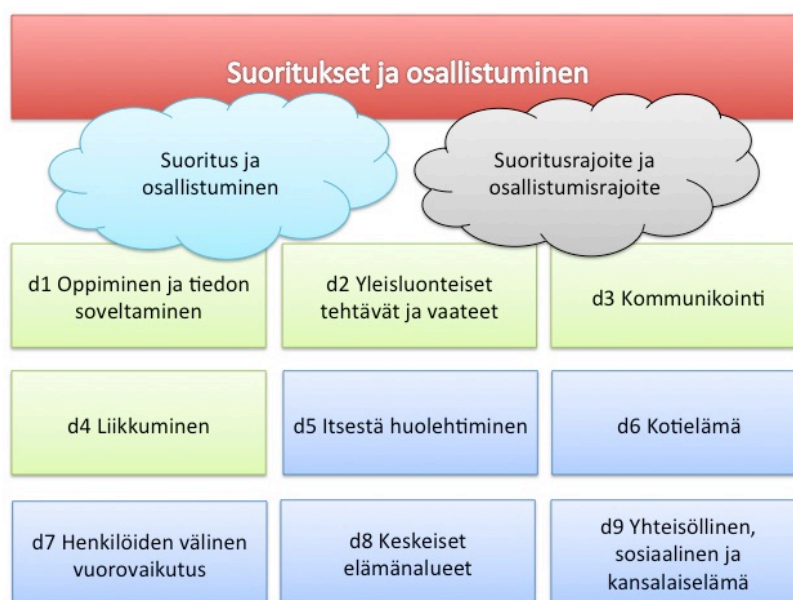 Suoritukset ja osallistuminen
Suoritus ja
osallistuminen
Suoritusrajoite ja
osallistumisrajoite
d1 Oppiminen ja tiedon
soveltaminen
d2 Yleisluonteiset
tehtävät ja vaateet
d3 Kommunikointi
d4 Liikkuminen
d5 Itsestä huolehtiminen
d6 Kotielämä
d7 Henkilöiden välinen
vuorovaikutus
d8 Keskeiset
elämänalueet
d9 Yhteisöllinen,
sosiaalinen ja
kansalaiselämä